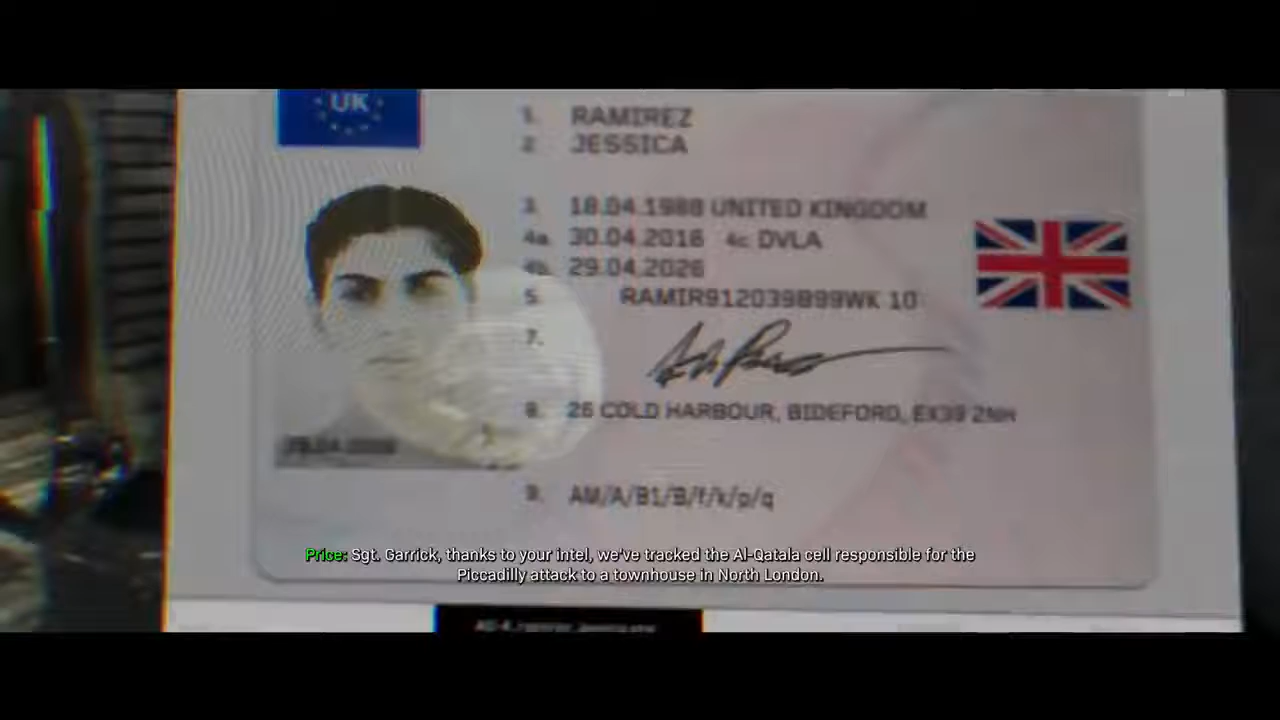 UK
1. RAMIREZ
2 JESSICA
3. 18.04.1988 UNITED KINGDOM
4a. 30.04.2016 4c DVLA
4b. 29.04.2026
5. RAMIR912039899WK 10
7.
8. 26 COLD HARBOUR, BIDEFORD, EX39 2NH
9. AM/A/B1/B/f/k/p/q
Price: Sgt. Garrick, thanks to your intel, we've tracked the Al-Qatala cell responsible for the
Piccadilly attack to a townhouse in North London.